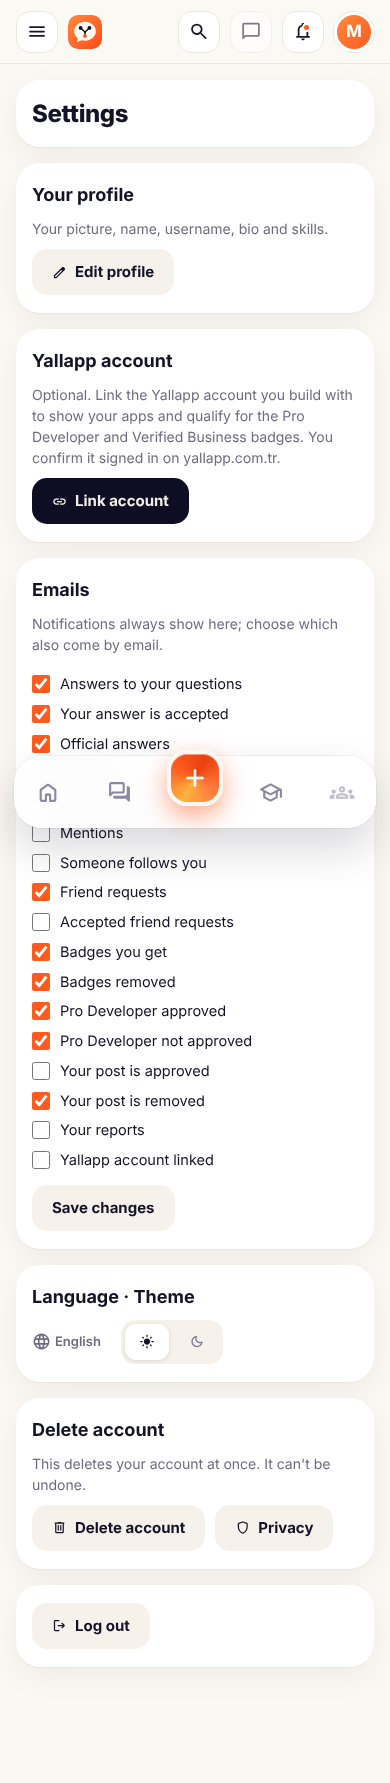 M
Settings
Your profile
Your picture, name, username, bio and skills.
Edit profile
Yallapp account
Optional. Link the Yallapp account you build with
to show your apps and qualify for the Pro
Developer and Verified Business badges. You
confirm it signed in on yallapp.com.tr.
Link account
Emails
Notifications always show here; choose which
also come by email.
Answers to your questions
Your answer is accepted
Official answers
Mentions
Someone follows you
Friend requests
Accepted friend requests
Badges you get
Badges removed
Pro Developer approved
Pro Developer not approved
Your post is approved
Your post is removed
Your reports
Yallapp account linked
Save changes
Language · Theme
English
Delete account
This deletes your account at once. It can't be
undone.
Delete account
Privacy
Log out